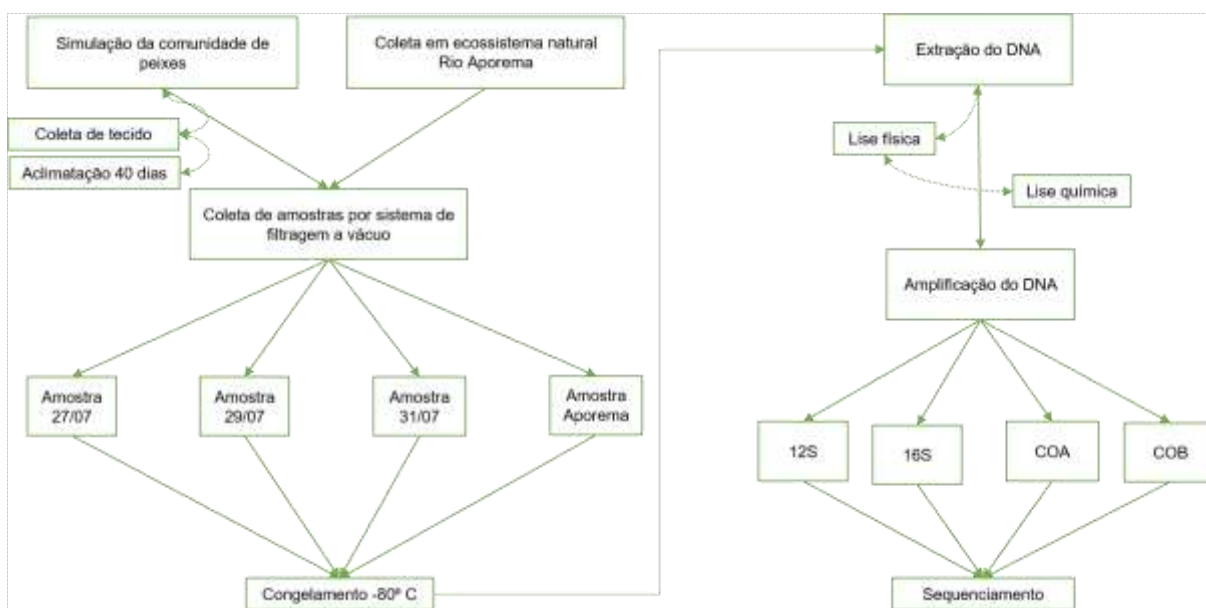 Simulação da comunidade de
peixes
Coleta em ecossistema natural
Rio Aporema
Coleta de tecido
Aclimatação 40 dias
Coleta de amostras por sistema de
filtragem a vácuo
Amostra
27/07
Amostra
29/07
Amostra
31/07
Amostra
Aporema
Congelamento -80º C
Extração do DNA
Lise física
Lise química
Amplificação do DNA
12S
16S
COA
COB
Sequenciamento